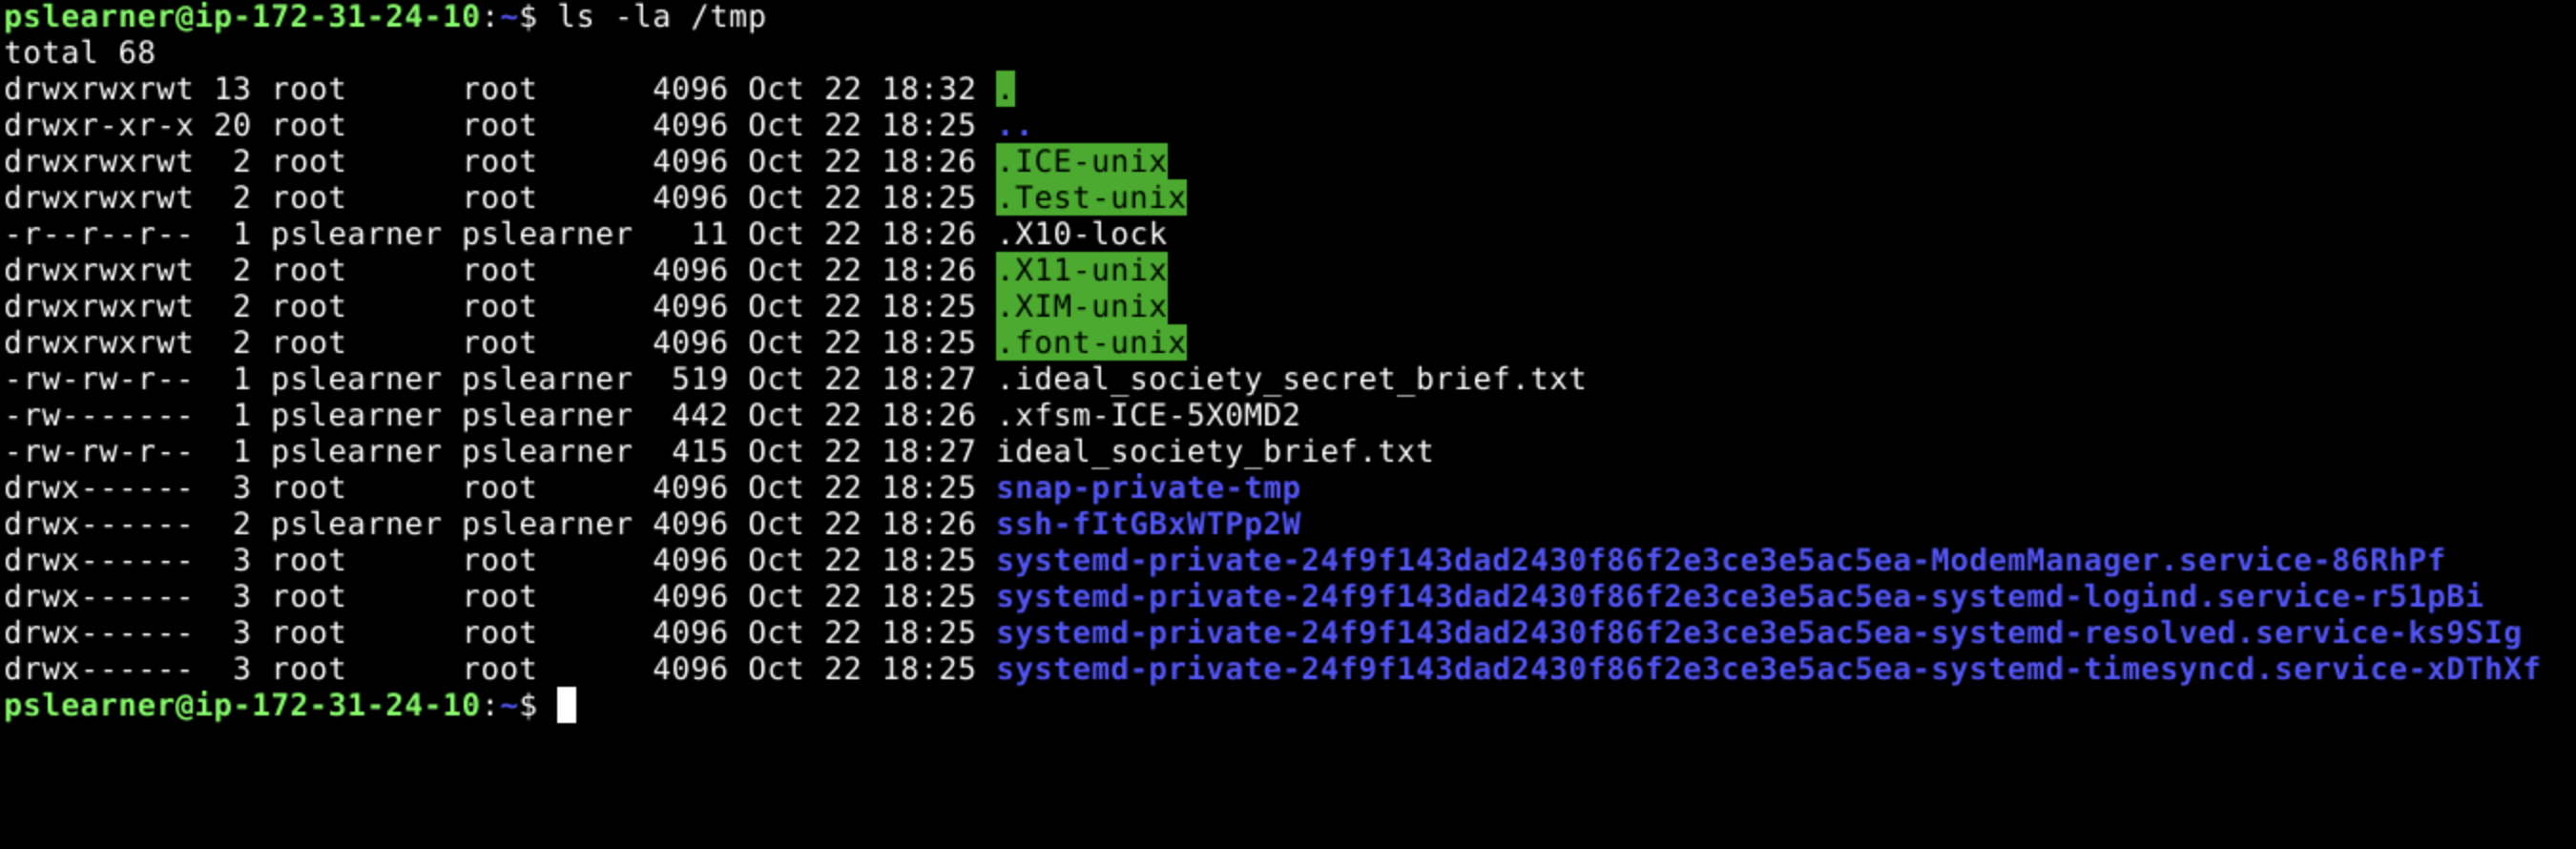 pslearner@ip-172-31-24-10:~$ ls -la /tmp
total 68
drwxrwxrwt 13 root      root      4096 Oct 22 18:32 .
drwxr-xr-x 20 root      root      4096 Oct 22 18:25 ..
drwxrwxrwt  2 root      root      4096 Oct 22 18:26 .ICE-unix
drwxrwxrwt  2 root      root      4096 Oct 22 18:25 .Test-unix
-r--r--r--  1 pslearner pslearner   11 Oct 22 18:26 .X10-lock
drwxrwxrwt  2 root      root      4096 Oct 22 18:26 .X11-unix
drwxrwxrwt  2 root      root      4096 Oct 22 18:25 .XIM-unix
drwxrwxrwt  2 root      root      4096 Oct 22 18:25 .font-unix
-rw-rw-r--  1 pslearner pslearner  519 Oct 22 18:27 .ideal_society_secret_brief.txt
-rw-------  1 pslearner pslearner  442 Oct 22 18:26 .xfsm-ICE-5X0MD2
-rw-rw-r--  1 pslearner pslearner  415 Oct 22 18:27 ideal_society_brief.txt
drwx------  3 root      root      4096 Oct 22 18:25 snap-private-tmp
drwx------  2 pslearner pslearner 4096 Oct 22 18:26 ssh-fItGBxWTPp2W
drwx------  3 root      root      4096 Oct 22 18:25 systemd-private-24f9f143dad2430f86f2e3ce3e5ac5ea-ModemManager.service-86RhPf
drwx------  3 root      root      4096 Oct 22 18:25 systemd-private-24f9f143dad2430f86f2e3ce3e5ac5ea-systemd-logind.service-r51pBi
drwx------  3 root      root      4096 Oct 22 18:25 systemd-private-24f9f143dad2430f86f2e3ce3e5ac5ea-systemd-resolved.service-ks9SIg
drwx------  3 root      root      4096 Oct 22 18:25 systemd-private-24f9f143dad2430f86f2e3ce3e5ac5ea-systemd-timesyncd.service-xDThXf
pslearner@ip-172-31-24-10:~$